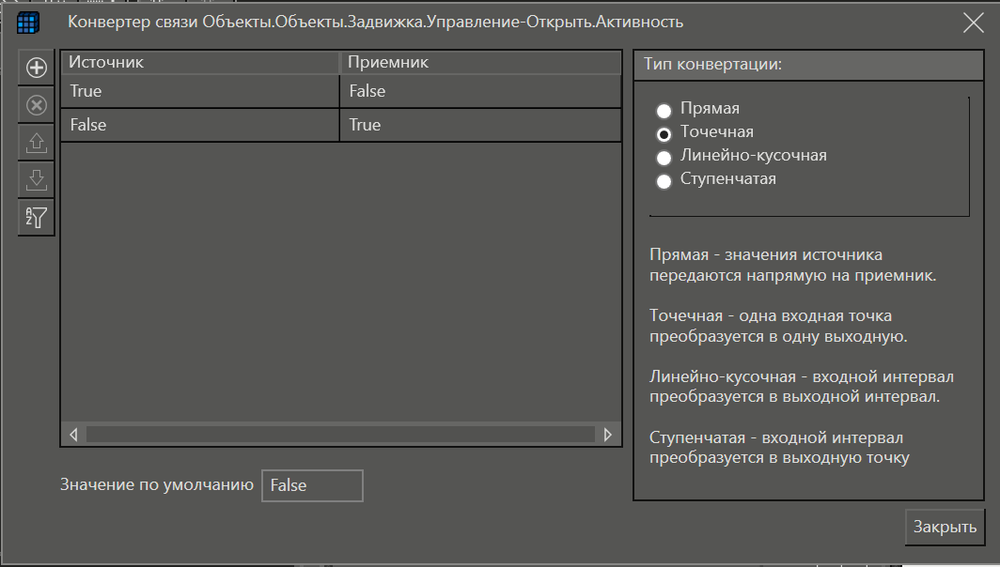 Конвертер связи Объекты.Объекты.Задвижка.Управление-Открыть.Активность
Источник Приемник
True False
False True
Значение по умолчанию False
Тип конвертации:
Прямая
Точечная
Линейно-кусочная
Ступенчатая
Прямая - значения источника
передаются напрямую на приемник.
Точечная - одна входная точка
преобразуется в одну выходную.
Линейно-кусочная - входной интервал
преобразуется в выходной интервал.
Ступенчатая - входной интервал
преобразуется в выходную точку
Закрыть